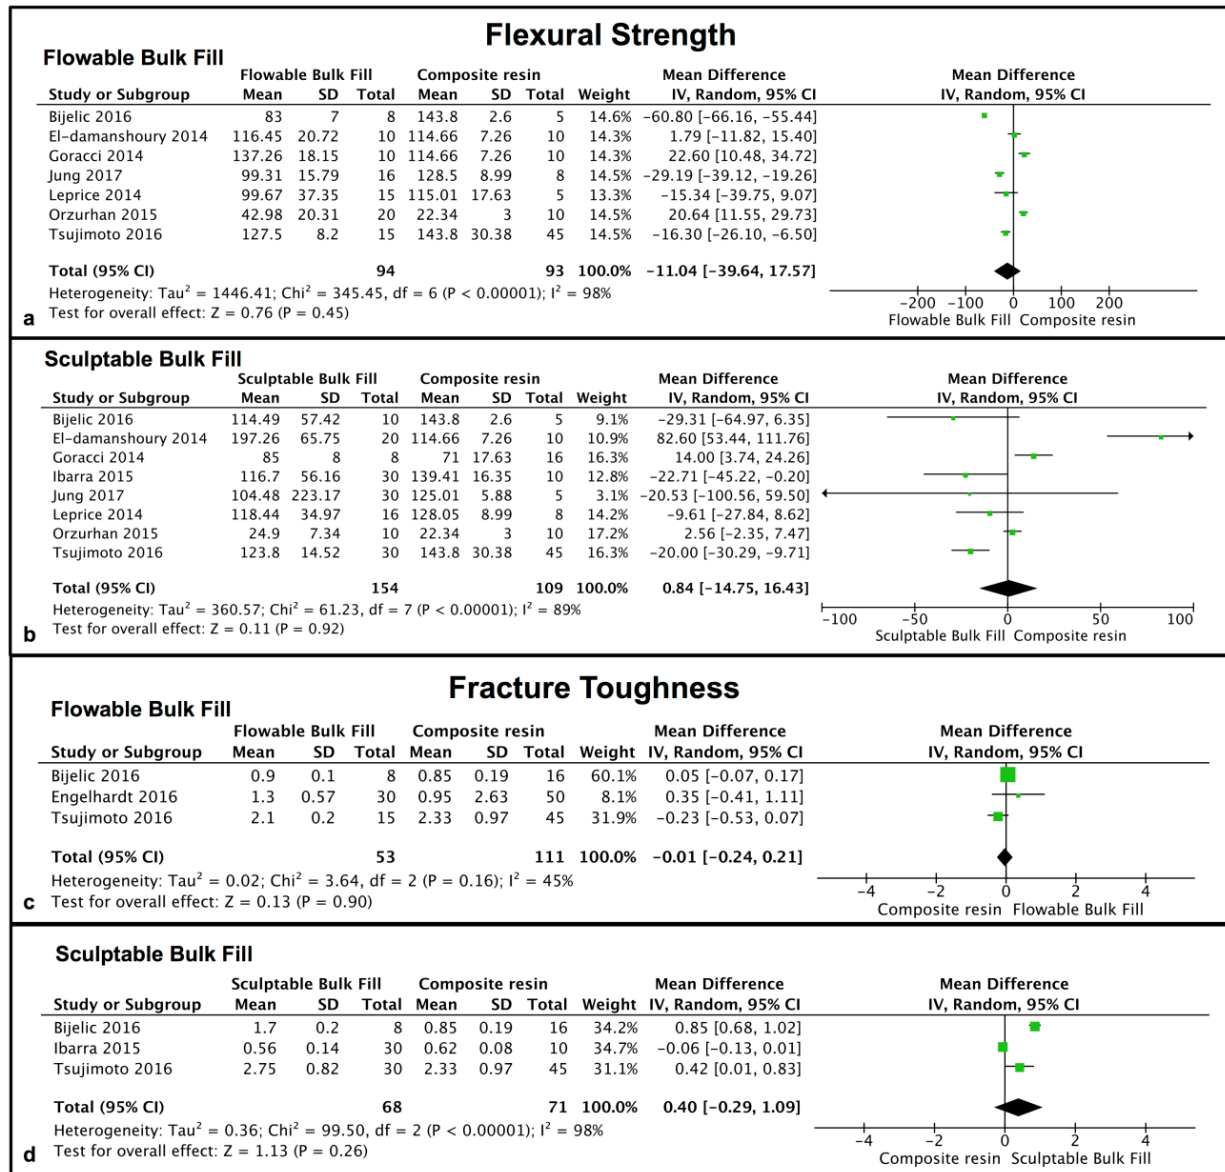 Flexural Strength
Flowable Bulk Fill
Flowable Bulk Fill Composite resin Mean Difference Mean Difference
Study or Subgroup Mean SD Total Mean SD Total Weight IV, Random, 95% CI IV, Random, 95% CI
Bijelic 2016 83 7 8 143.8 2.6 5 14.6% −60.80 [−66.16, −55.44]
El-damanshoury 2014 116.45 20.72 10 114.66 7.26 10 14.3% 1.79 [−11.82, 15.40]
Goracci 2014 137.26 18.15 10 114.66 7.26 10 14.3% 22.60 [10.48, 34.72]
Jung 2017 99.31 15.79 16 128.5 8.99 8 14.5% −29.19 [−39.12, −19.26]
Leprice 2014 99.67 37.35 15 115.01 17.63 5 13.3% −15.34 [−39.75, 9.07]
Orzurhan 2015 42.98 20.31 20 22.34 3 10 14.5% 20.64 [11.55, 29.73]
Tsujimoto 2016 127.5 8.2 15 143.8 30.38 45 14.5% −16.30 [−26.10, −6.50]
Total (95% CI) 94 93 100.0% −11.04 [−39.64, 17.57]
Heterogeneity: Tau² = 1446.41; Chi² = 345.45, df = 6 (P < 0.00001); I² = 98%
Test for overall effect: Z = 0.76 (P = 0.45)
−200 −100 0 100 200
Flowable Bulk Fill Composite resin
a
Sculptable Bulk Fill
Sculptable Bulk Fill Composite resin Mean Difference Mean Difference
Study or Subgroup Mean SD Total Mean SD Total Weight IV, Random, 95% CI IV, Random, 95% CI
Bijelic 2016 114.49 57.42 10 143.8 2.6 5 9.1% −29.31 [−64.97, 6.35]
El-damanshoury 2014 197.26 65.75 20 114.66 7.26 10 10.9% 82.60 [53.44, 111.76]
Goracci 2014 85 8 8 71 17.63 16 16.3% 14.00 [3.74, 24.26]
Ibarra 2015 116.7 56.16 30 139.41 16.35 10 12.8% −22.71 [−45.22, −0.20]
Jung 2017 104.48 223.17 30 125.01 5.88 5 3.1% −20.53 [−100.56, 59.50]
Leprice 2014 118.44 34.97 16 128.05 8.99 8 14.2% −9.61 [−27.84, 8.62]
Orzurhan 2015 24.9 7.34 10 22.34 3 10 17.2% 2.56 [−2.35, 7.47]
Tsujimoto 2016 123.8 14.52 30 143.8 30.38 45 16.3% −20.00 [−30.29, −9.71]
Total (95% CI) 154 109 100.0% 0.84 [−14.75, 16.43]
Heterogeneity: Tau² = 360.57; Chi² = 61.23, df = 7 (P < 0.00001); I² = 89%
Test for overall effect: Z = 0.11 (P = 0.92)
−100 −50 0 50 100
Sculptable Bulk Fill Composite resin
b
Fracture Toughness
Flowable Bulk Fill
Flowable Bulk Fill Composite resin Mean Difference Mean Difference
Study or Subgroup Mean SD Total Mean SD Total Weight IV, Random, 95% CI IV, Random, 95% CI
Bijelic 2016 0.9 0.1 8 0.85 0.19 16 60.1% 0.05 [−0.07, 0.17]
Engelhardt 2016 1.3 0.57 30 0.95 2.63 50 8.1% 0.35 [−0.41, 1.11]
Tsujimoto 2016 2.1 0.2 15 2.33 0.97 45 31.9% −0.23 [−0.53, 0.07]
Total (95% CI) 53 111 100.0% −0.01 [−0.24, 0.21]
Heterogeneity: Tau² = 0.02; Chi² = 3.64, df = 2 (P = 0.16); I² = 45%
Test for overall effect: Z = 0.13 (P = 0.90)
−4 −2 0 2 4
Composite resin Flowable Bulk Fill
c
Sculptable Bulk Fill
Sculptable Bulk Fill Composite resin Mean Difference Mean Difference
Study or Subgroup Mean SD Total Mean SD Total Weight IV, Random, 95% CI IV, Random, 95% CI
Bijelic 2016 1.7 0.2 8 0.85 0.19 16 34.2% 0.85 [0.68, 1.02]
Ibarra 2015 0.56 0.14 30 0.62 0.08 10 34.7% −0.06 [−0.13, 0.01]
Tsujimoto 2016 2.75 0.82 30 2.33 0.97 45 31.1% 0.42 [0.01, 0.83]
Total (95% CI) 68 71 100.0% 0.40 [−0.29, 1.09]
Heterogeneity: Tau² = 0.36; Chi² = 99.50, df = 2 (P < 0.00001); I² = 98%
Test for overall effect: Z = 1.13 (P = 0.26)
−4 −2 0 2 4
Composite resin Sculptable Bulk Fill
d